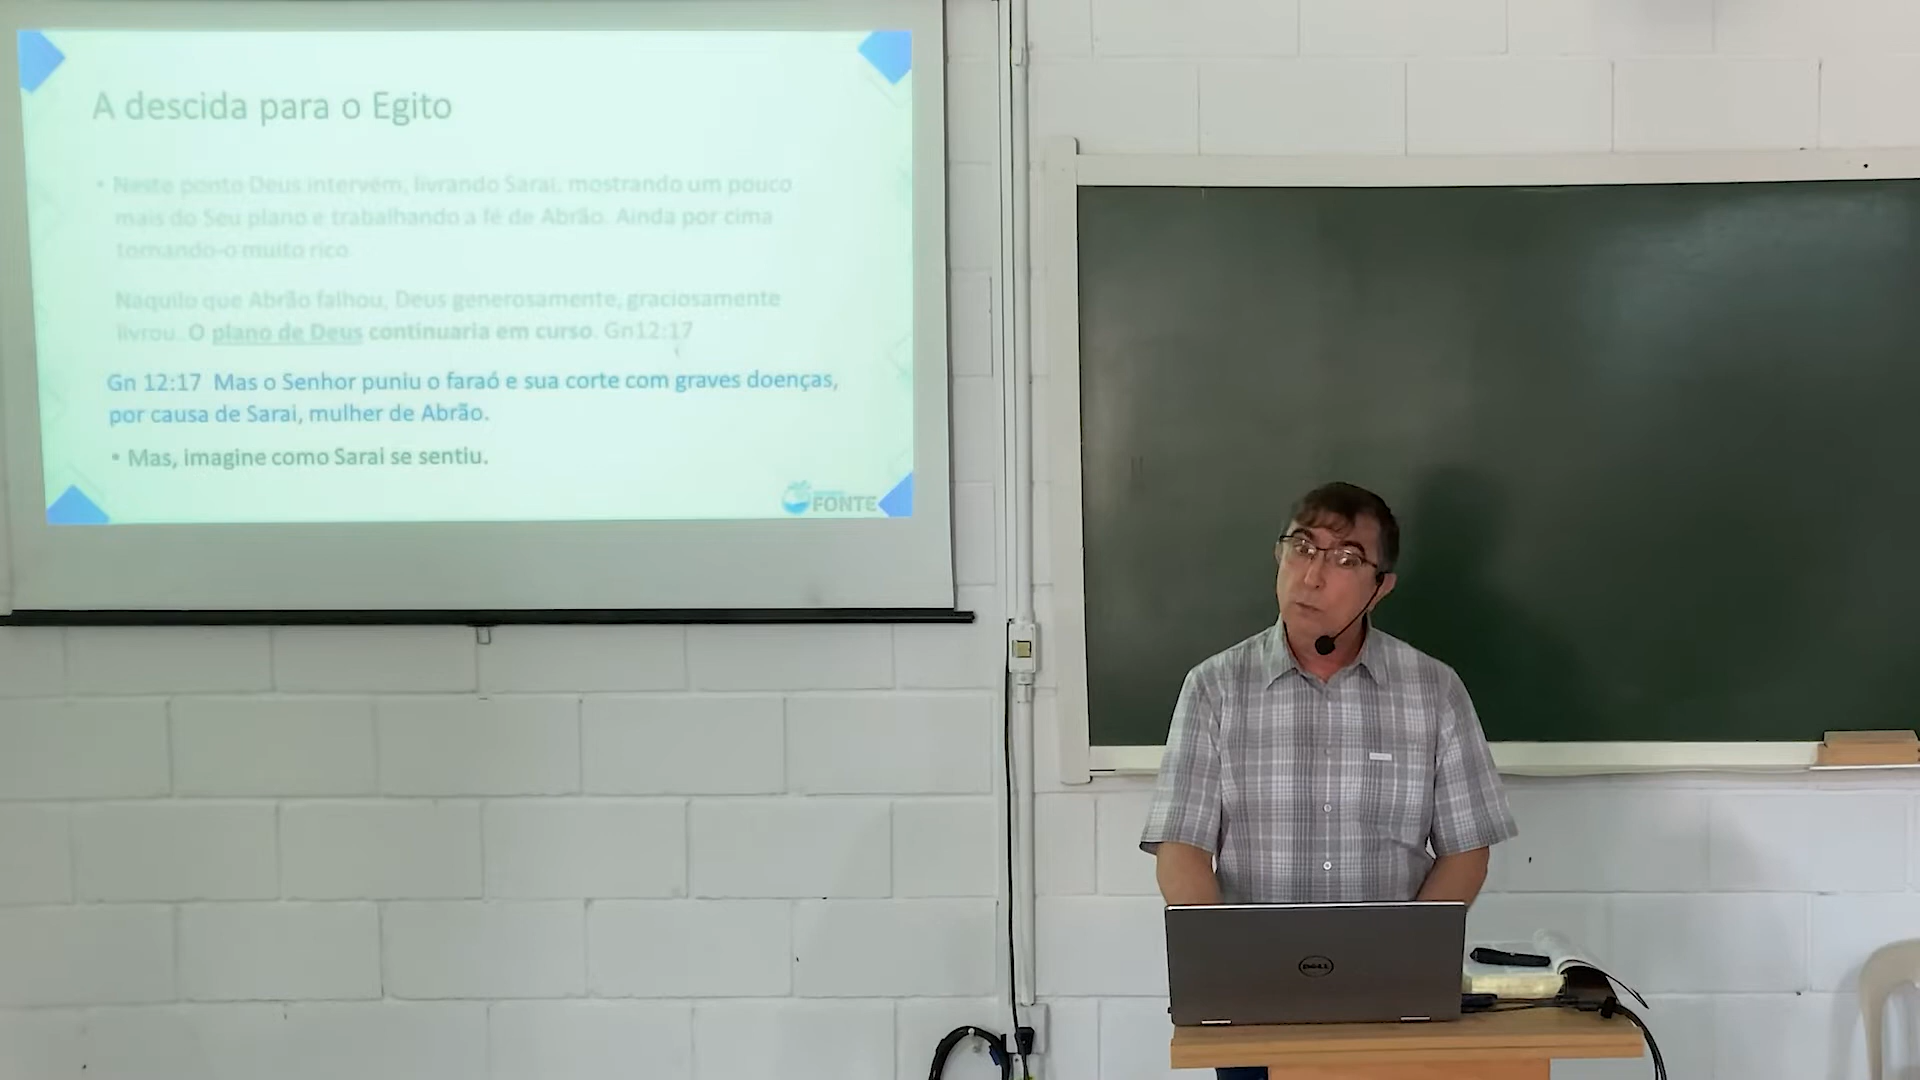 A descida para o Egito
• Neste ponto Deus intervém, livrando Sarai, mostrando um pouco
mais do Seu plano e trabalhando a fé de Abrão. Ainda por cima
tornando-o muito rico
Naquilo que Abrão falhou, Deus generosamente, graciosamente
livrou. O plano de Deus continuaria em curso. Gn12:17
Gn 12:17 Mas o Senhor puniu o faraó e sua corte com graves doenças,
por causa de Sarai, mulher de Abrão.
• Mas, imagine como Sarai se sentiu.
FONTE
DELL